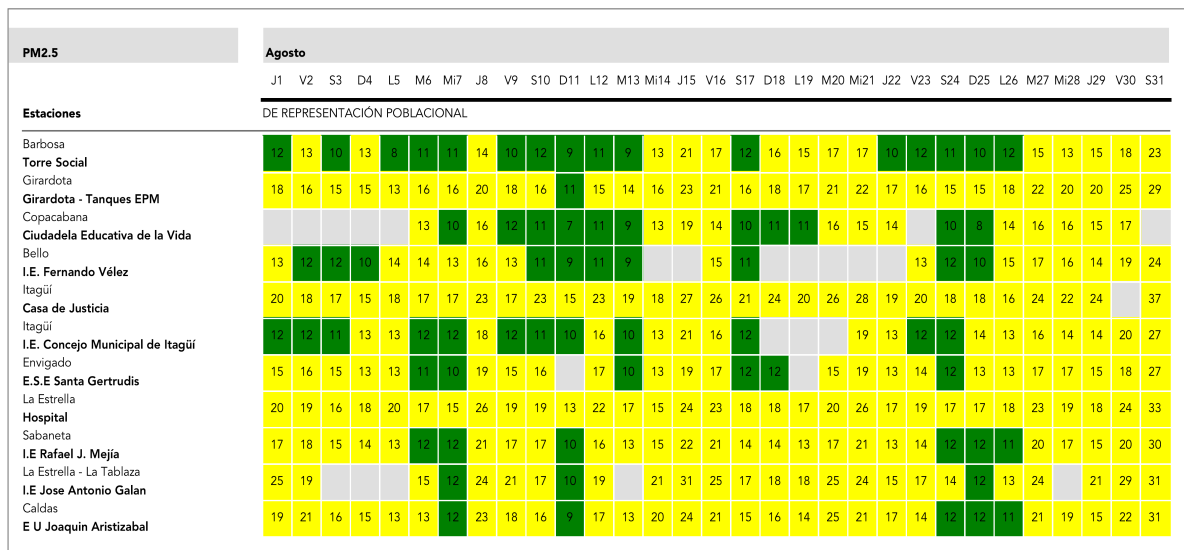 PM2.5 Agosto
J1 V2 S3 D4 L5 M6 Mi7 J8 V9 S10 D11 L12 M13 Mi14 J15 V16 S17 D18 L19 M20 Mi21 J22 V23 S24 D25 L26 M27 Mi28 J29 V30 S31
Estaciones DE REPRESENTACIÓN POBLACIONAL
Barbosa
Torre Social
12 13 10 13 8 11 11 14 10 12 9 11 9 13 21 17 12 16 15 17 17 10 12 11 10 12 15 13 15 18 23
Girardota
Girardota - Tanques EPM
18 16 15 15 13 16 16 20 18 16 11 15 14 16 23 21 16 18 17 21 22 17 16 15 15 18 22 20 20 25 29
Copacabana
Ciudadela Educativa de la Vida
13 10 16 12 11 7 11 9 13 19 14 10 11 11 16 15 14 10 8 14 16 16 15 17
Bello
I.E. Fernando Vélez
13 12 12 10 14 14 13 16 13 11 9 11 9 15 11 13 12 10 15 17 16 14 19 24
Itagüí
Casa de Justicia
20 18 17 15 18 17 17 23 17 23 15 23 19 18 27 26 21 24 20 26 28 19 20 18 18 16 24 22 24 37
Itagüí
I.E. Concejo Municipal de Itagüí
12 12 11 13 13 12 12 18 12 11 10 16 10 13 21 16 12 19 13 12 12 14 13 16 14 14 20 27
Envigado
E.S.E Santa Gertrudis
15 16 15 13 13 11 10 19 15 16 17 10 13 19 17 12 12 15 19 13 14 12 13 13 17 17 15 18 27
La Estrella
Hospital
20 19 16 18 20 17 15 26 19 19 13 22 17 15 24 23 18 18 17 20 26 17 19 17 17 18 23 19 18 24 33
Sabaneta
I.E Rafael J. Mejía
17 18 15 14 13 12 12 21 17 17 10 16 13 15 22 21 14 14 13 17 21 13 14 12 12 11 20 17 15 20 30
La Estrella - La Tablaza
I.E Jose Antonio Galan
25 19 15 12 24 21 17 10 19 21 31 25 17 18 18 25 24 15 17 14 12 13 24 21 29 31
Caldas
E U Joaquin Aristizabal
19 21 16 15 13 13 12 23 18 16 9 17 13 20 24 21 15 16 14 25 21 17 14 12 12 11 21 19 15 22 31